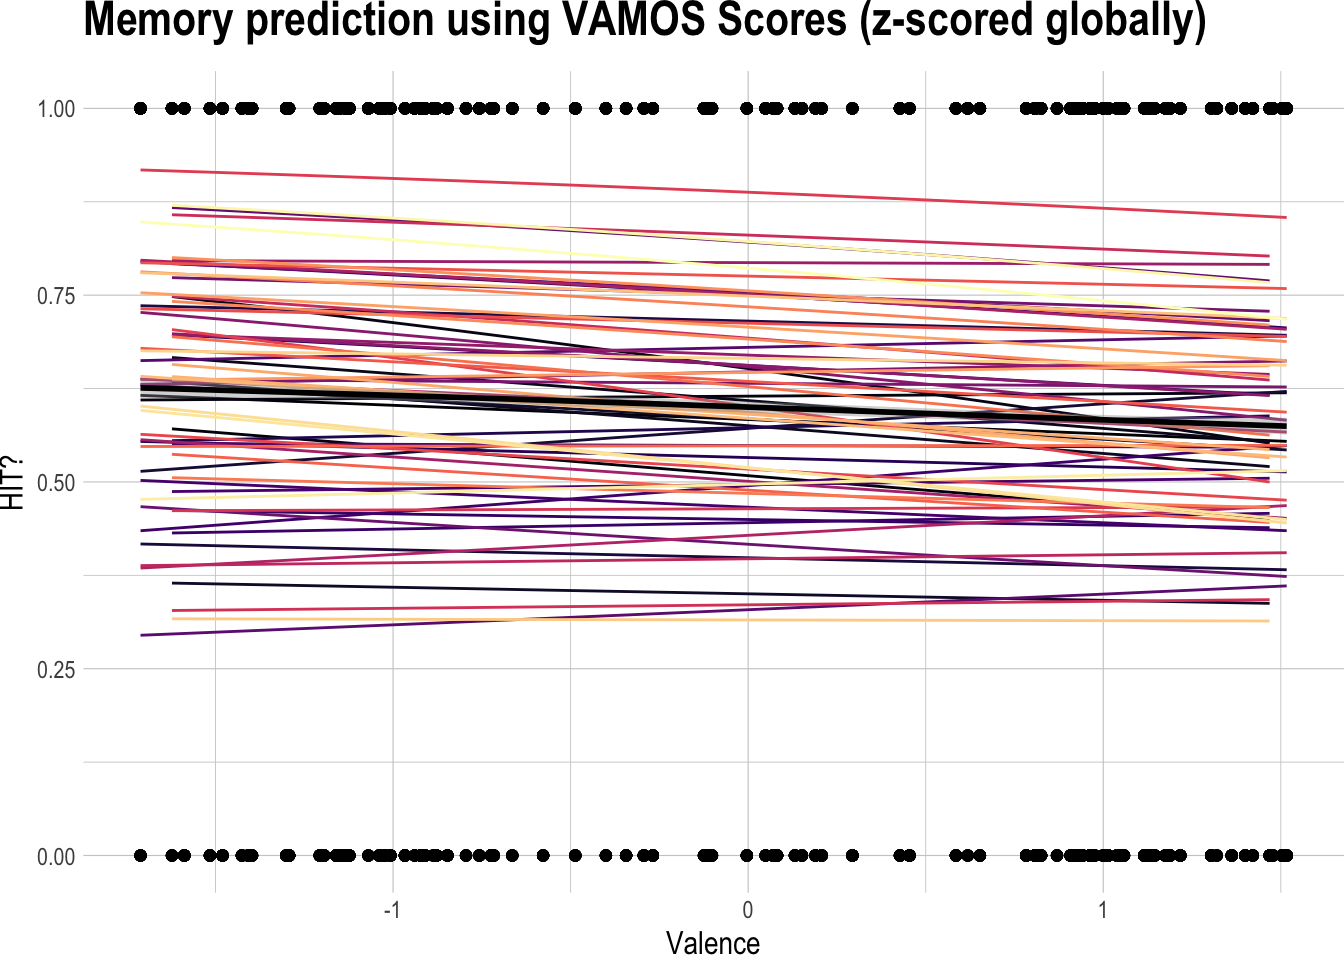 Memory prediction using VAMOS Scores (z-scored globally)
1.00
0.75
0.50
0.25
0.00
HIT?
-1
0
1
Valence